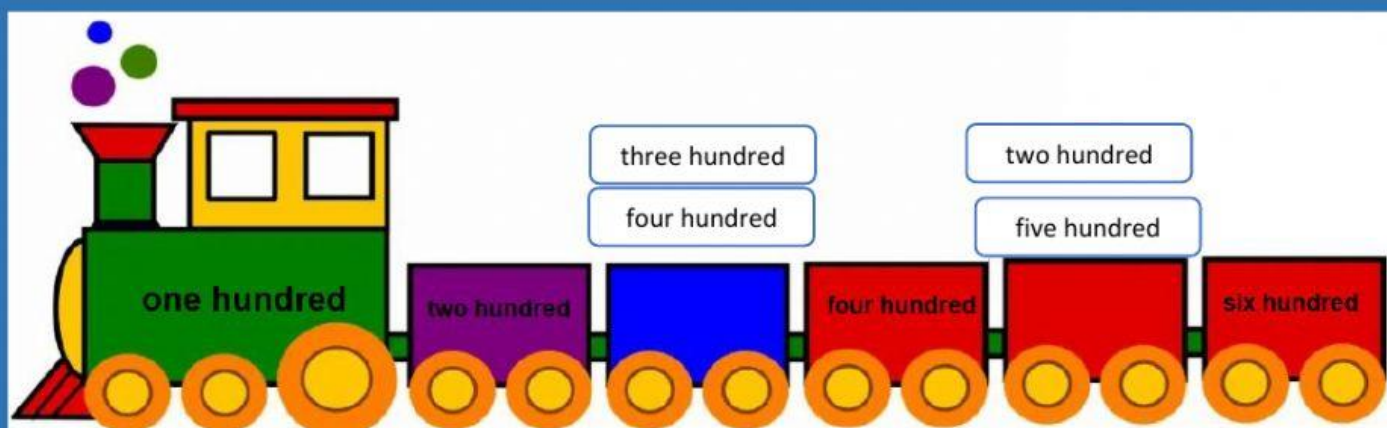 three hundred
two hundred
four hundred
five hundred
one hundred
two hundred
four hundred
six hundred